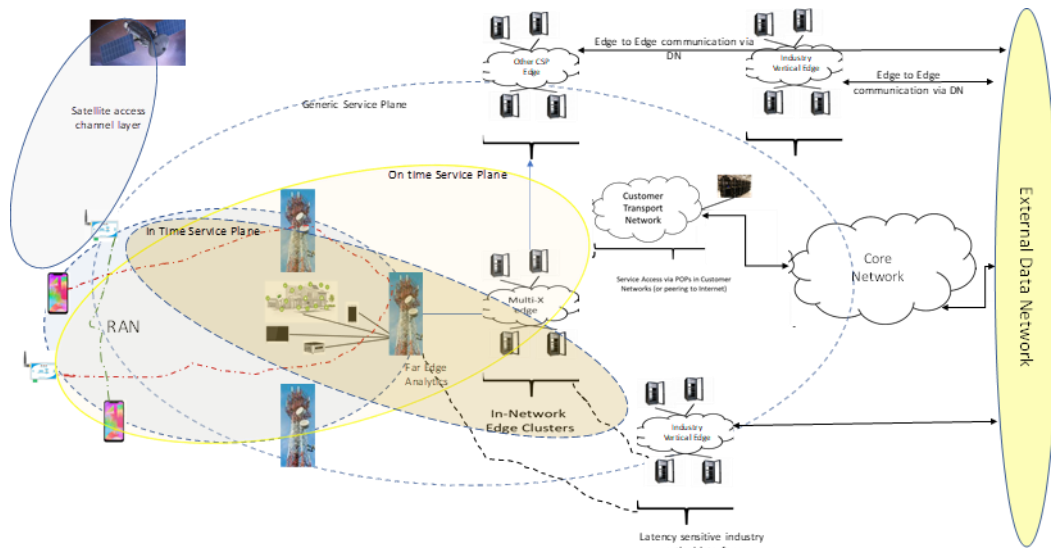 Other CSP
Edge
Edge to Edge communication via
DN
Industry
Vertical Edge
Edge to Edge
communication via DN
Satellite access
channel layer
Generic Service Plane
On time Service Plane
Customer
Transport
Network
In Time Service Plane
Core
Network
External Data Network
Service Access via POPs in Customer
Networks (or peering to Internet)
Multi-X
edge
RAN
Far Edge
Analytics
In-Network
Edge Clusters
Industry
Vertical Edge
Latency sensitive industry